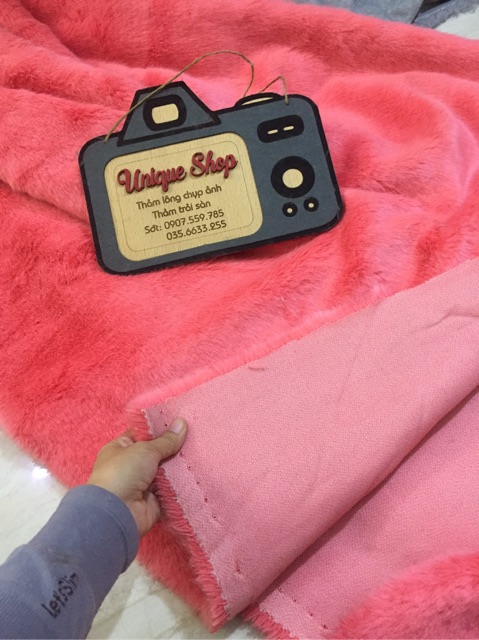 Unique Shop
Thảm lông chụp ảnh
Thảm trải sàn
Sđt: 0907.559.785
035.6633.255